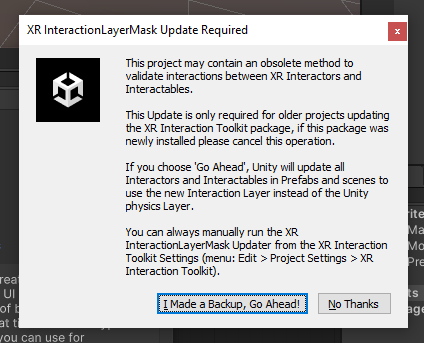 XR InteractionLayerMask Update Required
x
This project may contain an obsolete method to
validate interactions between XR Interactors and
Interactables.
This Update is only required for older projects updating
the XR Interaction Toolkit package, if this package was
newly installed please cancel this operation.
If you choose 'Go Ahead', Unity will update all
Interactors and Interactables in Prefabs and scenes to
use the new Interaction Layer instead of the Unity
physics Layer.
You can always manually run the XR
InteractionLayerMask Updater from the XR Interaction
Toolkit Settings (menu: Edit > Project Settings > XR
Interaction Toolkit).
I Made a Backup, Go Ahead!
No Thanks
UI
you can use for